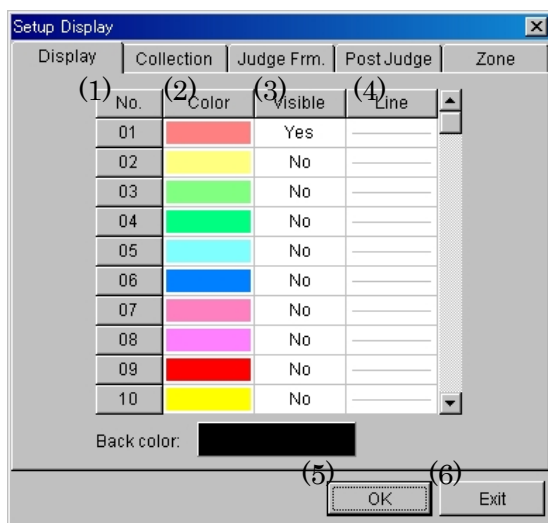 Setup Display
Display Collection Judge Frm. Post Judge Zone
(1) No. (2) Color (3) Visible (4) Line
01 Yes
02 No
03 No
04 No
05 No
06 No
07 No
08 No
09 No
10 No
Back color:
(5) OK (6) Exit